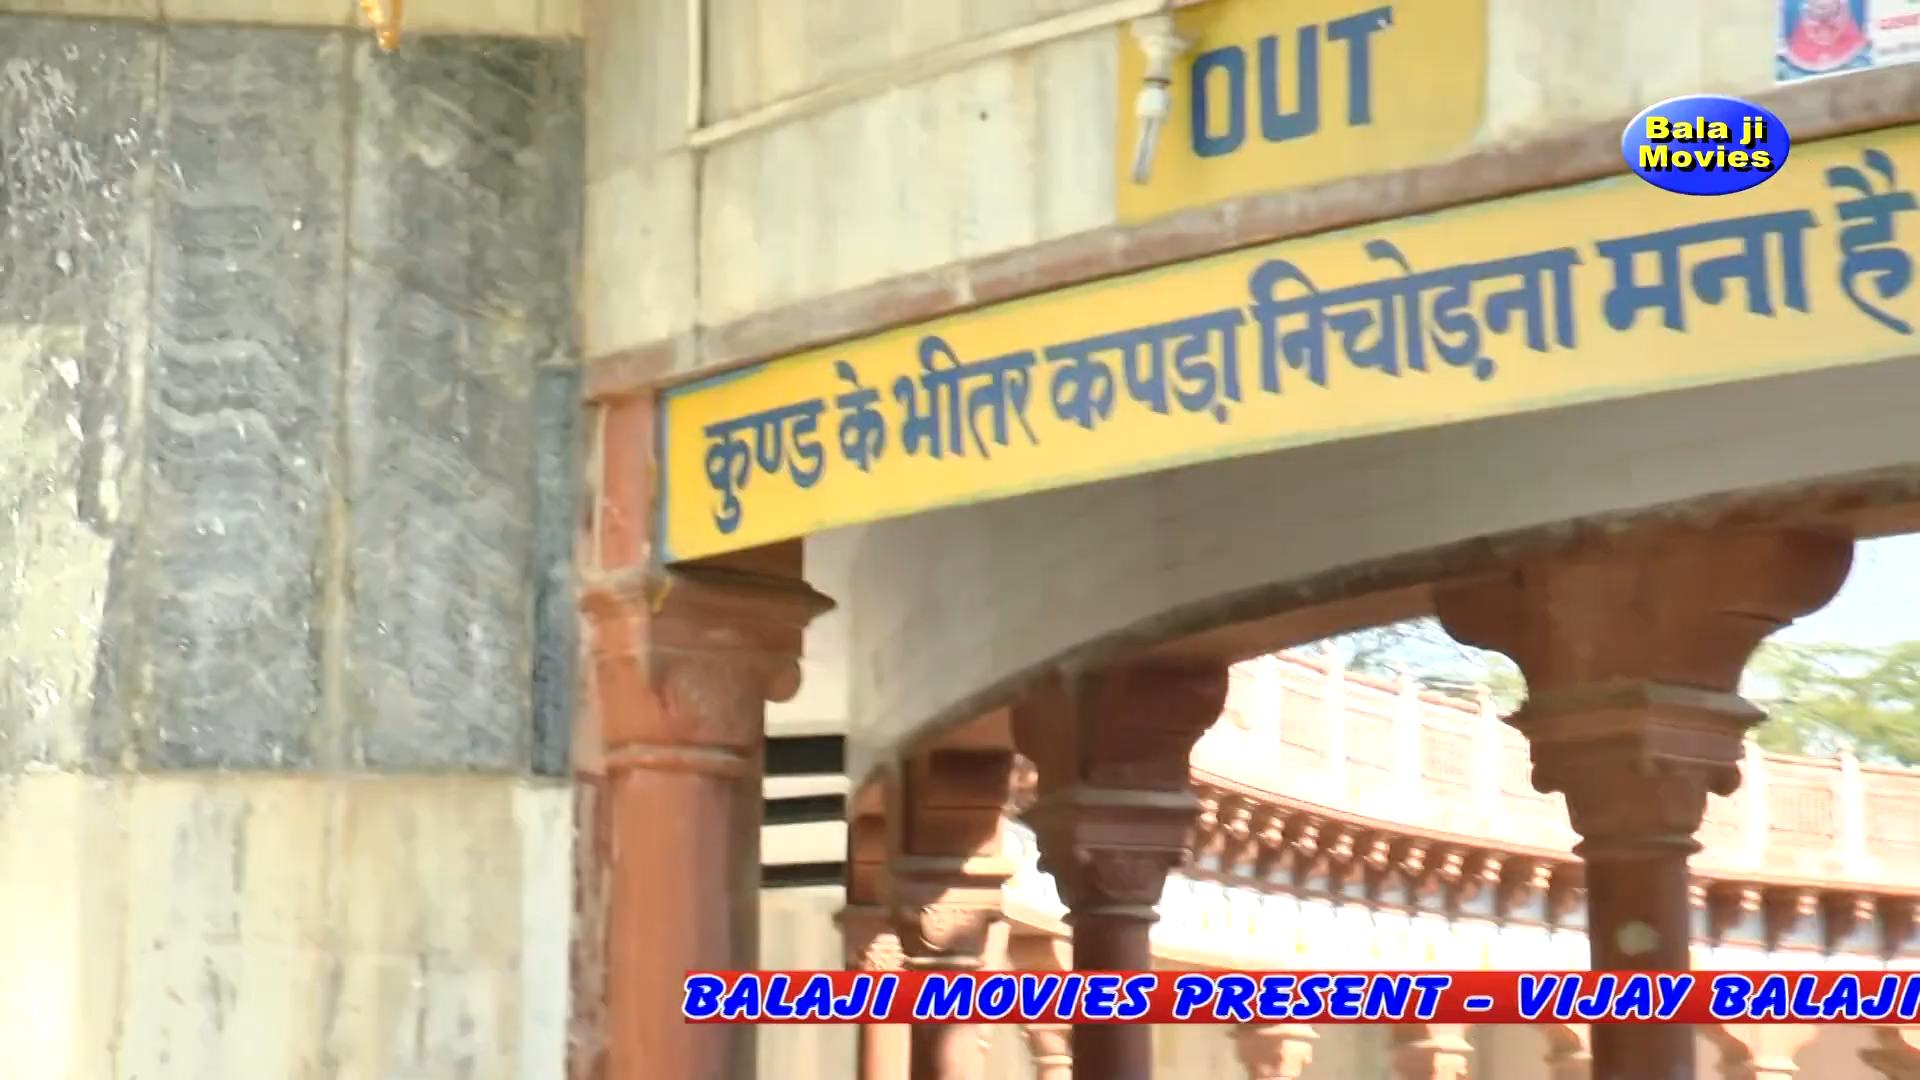 OUT
Bala ji
Movies
कुण्ड के भीतर कपड़ा निचोड़ना मना है
BALAJI MOVIES PRESENT - VIJAY BALAJI